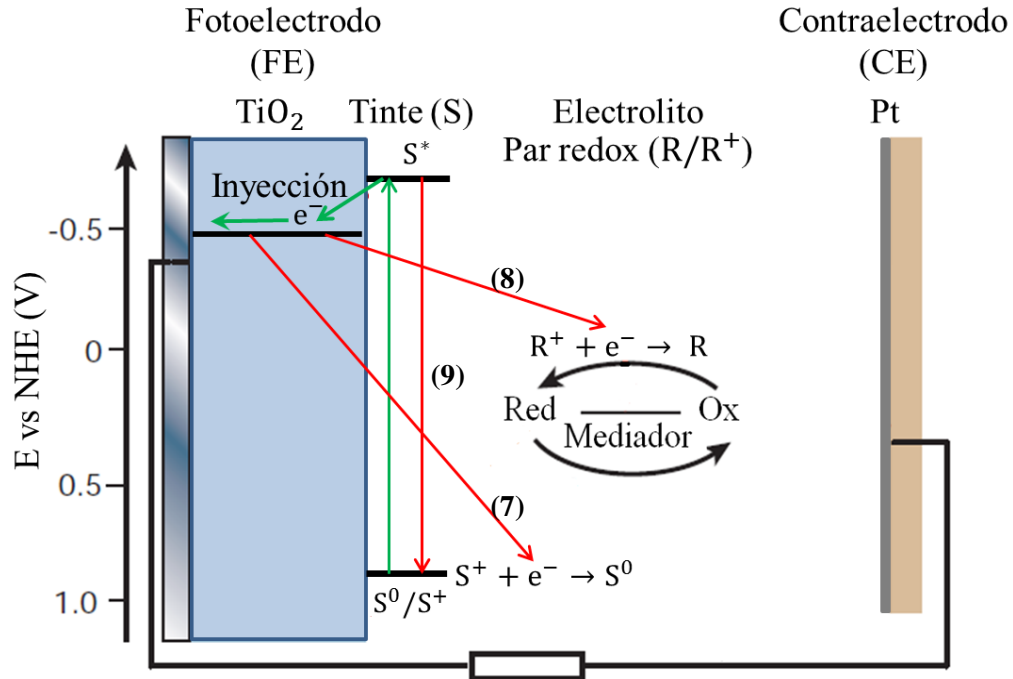 Fotoelectrodo
(FE)
Contraelectrodo
(CE)
TiO₂
Tinte (S)
Electrolito
Par redox (R/R⁺)
Pt
S*
Inyección
e⁻
-0.5
0
0.5
1.0
E vs NHE (V)
(8)
R⁺ + e⁻ → R
(9)
Red
Ox
Mediador
(7)
S⁺ + e⁻ → S⁰
S⁰/S⁺